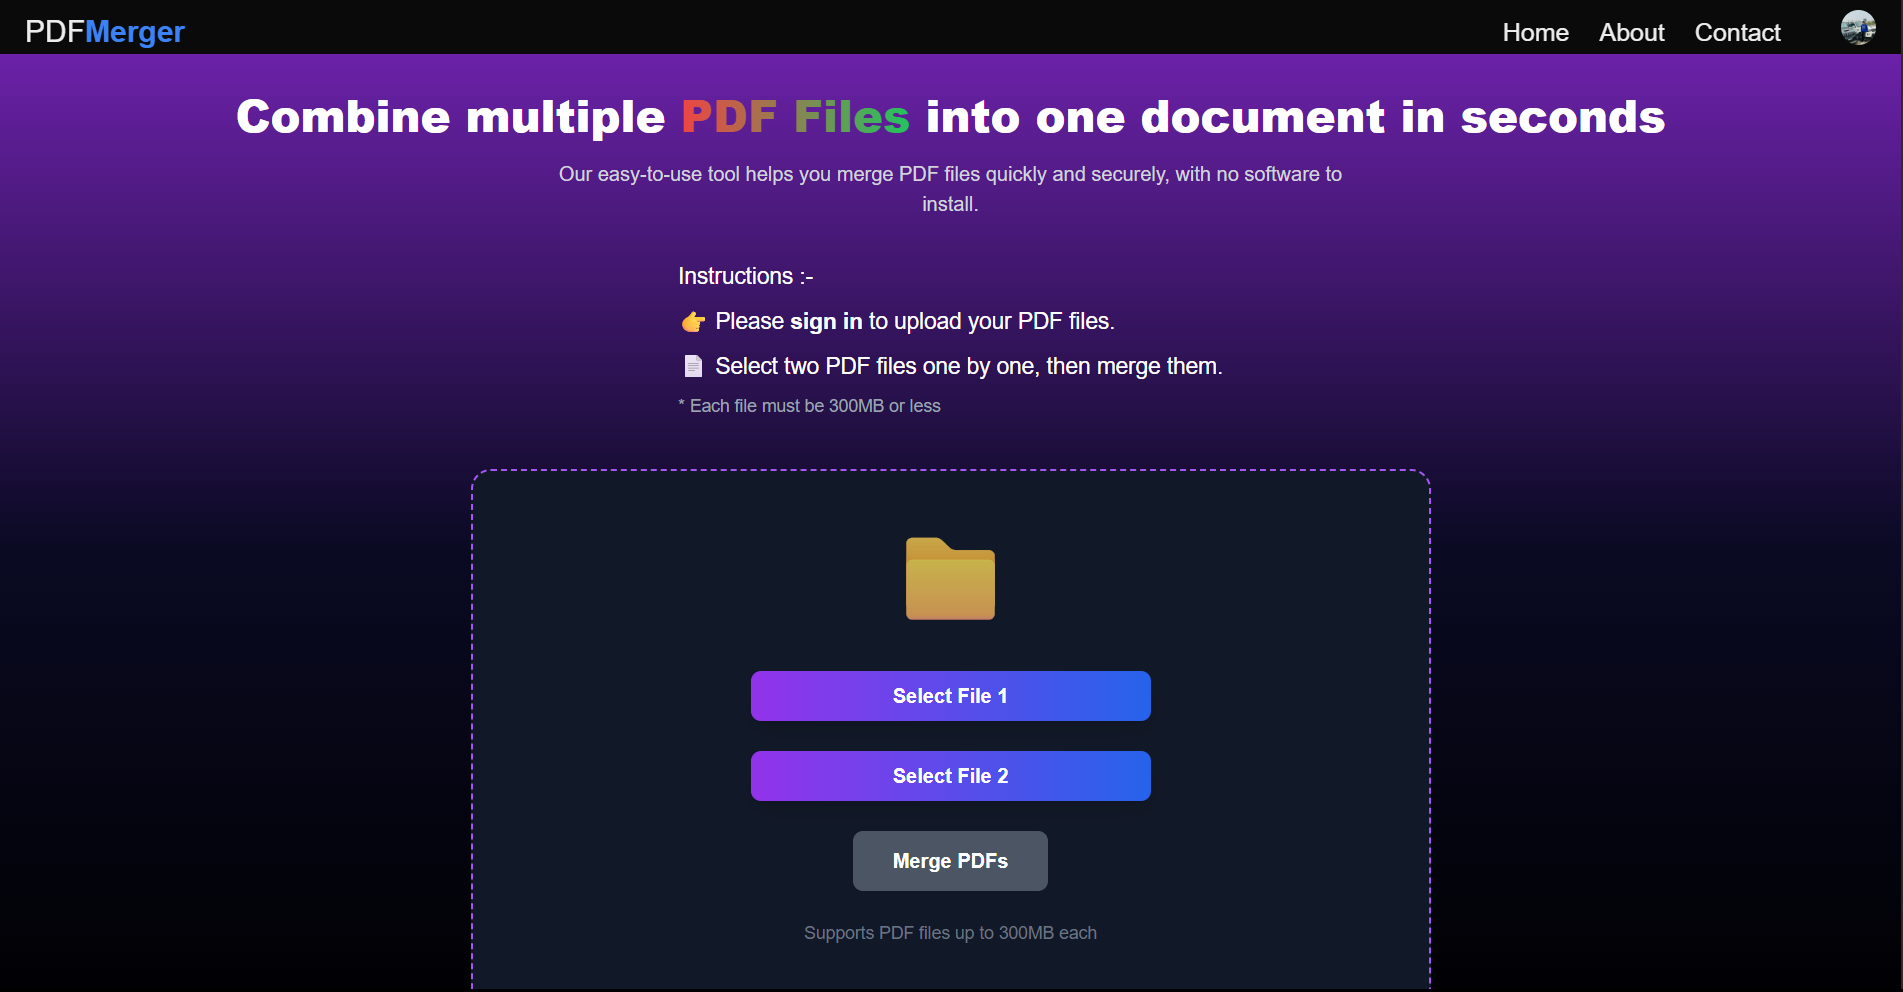 PDFMerger
Home
About
Contact
Combine multiple PDF Files into one document in seconds
Our easy-to-use tool helps you merge PDF files quickly and securely, with no software to
install.
Instructions :-
👉 Please sign in to upload your PDF files.
📄 Select two PDF files one by one, then merge them.
* Each file must be 300MB or less
Select File 1
Select File 2
Merge PDFs
Supports PDF files up to 300MB each